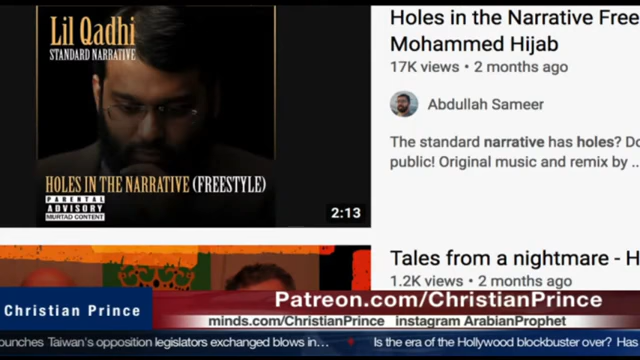 Lil Qadhi
STANDARD NARRATIVE
HOLES IN THE NARRATIVE (FREESTYLE)
PARENTAL
ADVISORY
MURTAD CONTENT
2:13
Holes in the Narrative Free
Mohammed Hijab
17K views • 2 months ago
Abdullah Sameer
The standard narrative has holes? Do
public! Original music and remix by ...
Tales from a nightmare - H
1.2K views • 2 months ago
Christian Prince
Patreon.com/ChristianPrince
minds.com/ChristianPrince instagram ArabianProphet
ounches Taiwan's opposition legislators exchanged blows in... Is the era of the Hollywood blockbuster over? Has